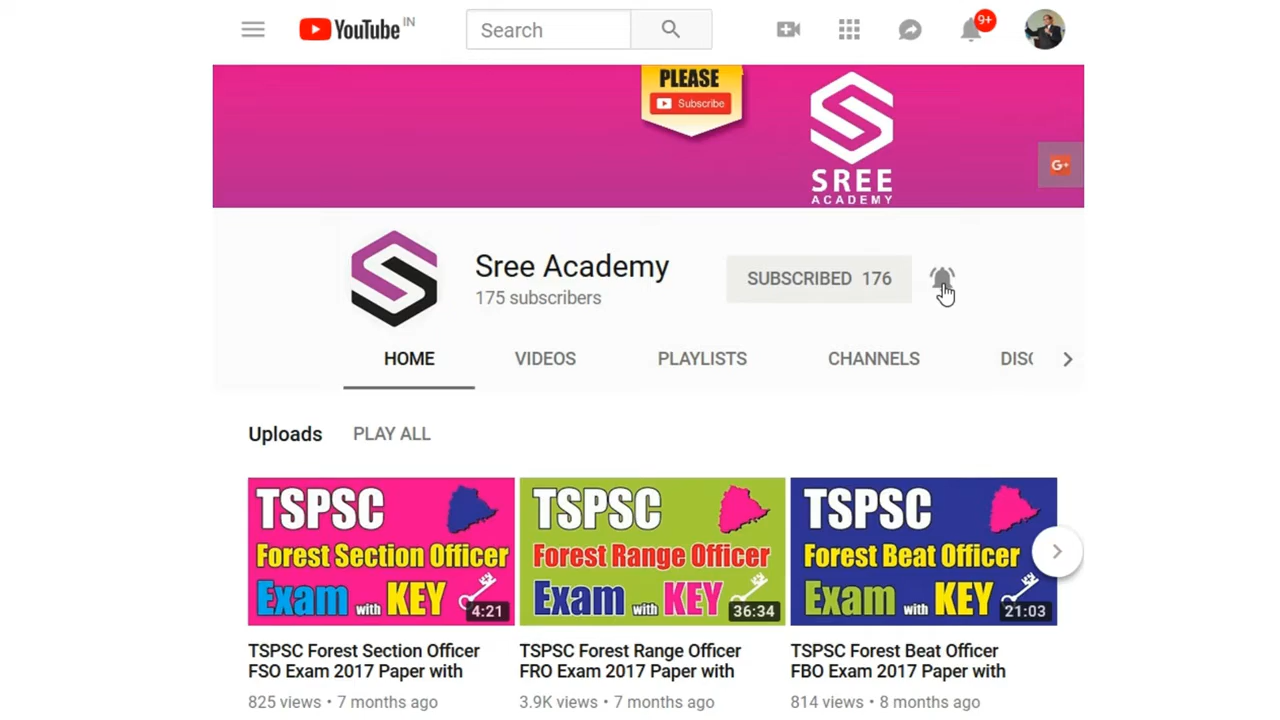 YouTube IN
Search
9+
PLEASE
Subscribe
SREE
ACADEMY
G+
Sree Academy
SUBSCRIBED 176
175 subscribers
HOME VIDEOS PLAYLISTS CHANNELS DISC
Uploads PLAY ALL
TSPSC
Forest Section Officer
Exam with KEY
4:21
TSPSC
Forest Range Officer
Exam with KEY
36:34
TSPSC
Forest Beat Officer
Exam with KEY
21:03
TSPSC Forest Section Officer
FSO Exam 2017 Paper with
825 views • 7 months ago
TSPSC Forest Range Officer
FRO Exam 2017 Paper with
3.9K views • 7 months ago
TSPSC Forest Beat Officer
FBO Exam 2017 Paper with
814 views • 8 months ago